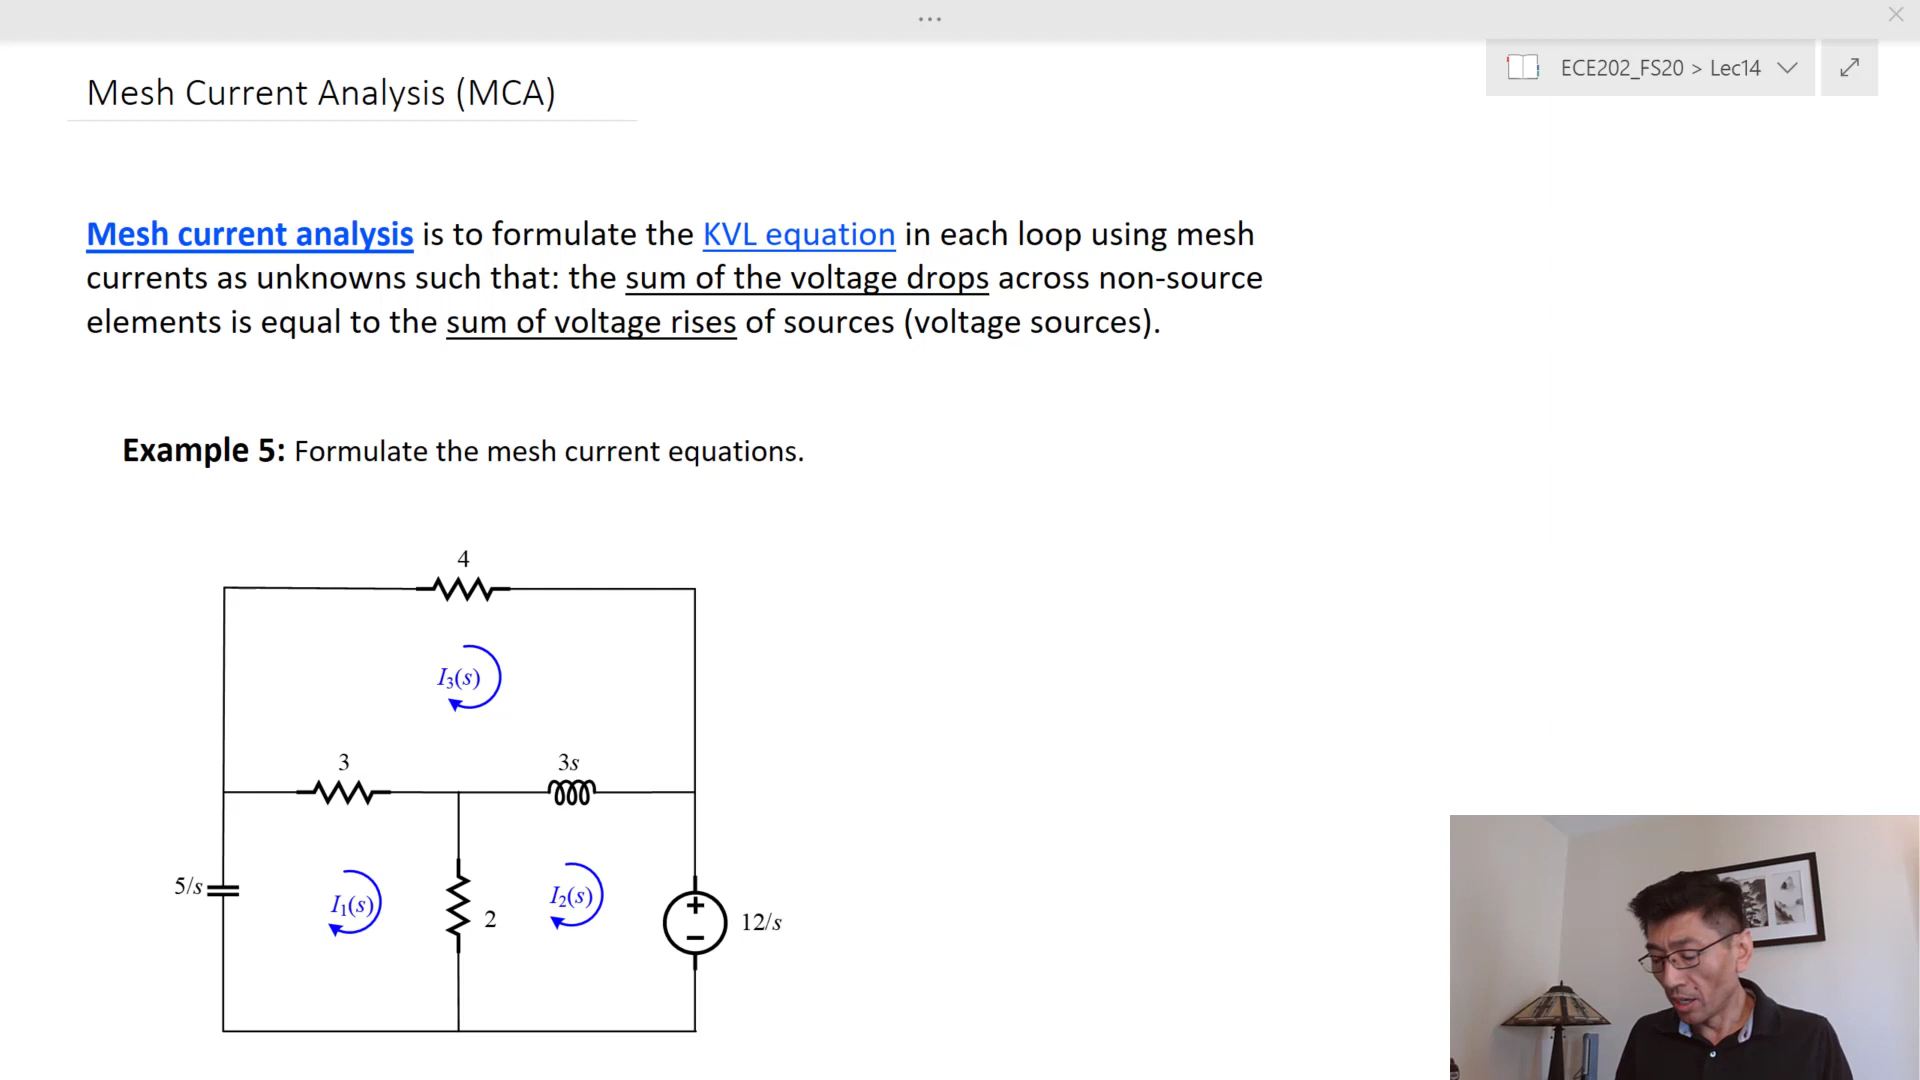 ...
ECE202_FS20 > Lec14
Mesh Current Analysis (MCA)
Mesh current analysis is to formulate the KVL equation in each loop using mesh
currents as unknowns such that: the sum of the voltage drops across non-source
elements is equal to the sum of voltage rises of sources (voltage sources).
Example 5: Formulate the mesh current equations.
4
I₃(s)
3
3s
5/s
I₁(s)
2
I₂(s)
+
−
12/s